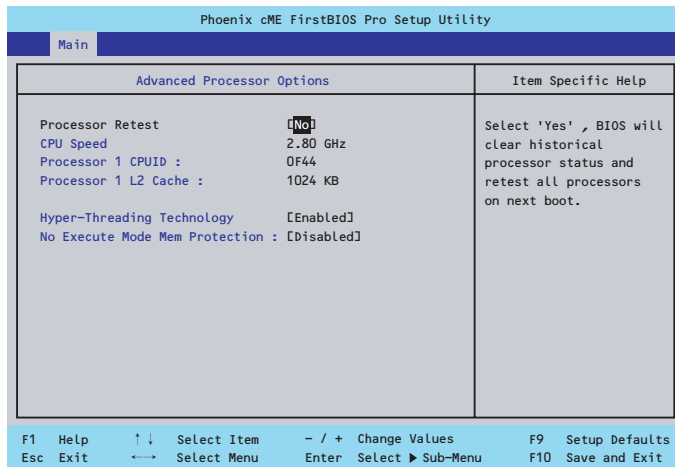 Phoenix cME FirstBIOS Pro Setup Utility
Main
Advanced Processor Options
Item Specific Help
Processor Retest [No]
CPU Speed 2.80 GHz
Processor 1 CPUID : 0F44
Processor 1 L2 Cache : 1024 KB
Hyper-Threading Technology [Enabled]
No Execute Mode Mem Protection : [Disabled]
Select 'Yes' , BIOS will
clear historical
processor status and
retest all processors
on next boot.
F1 Help ↑↓ Select Item - / + Change Values F9 Setup Defaults
Esc Exit ←→ Select Menu Enter Select ▶ Sub-Menu F10 Save and Exit